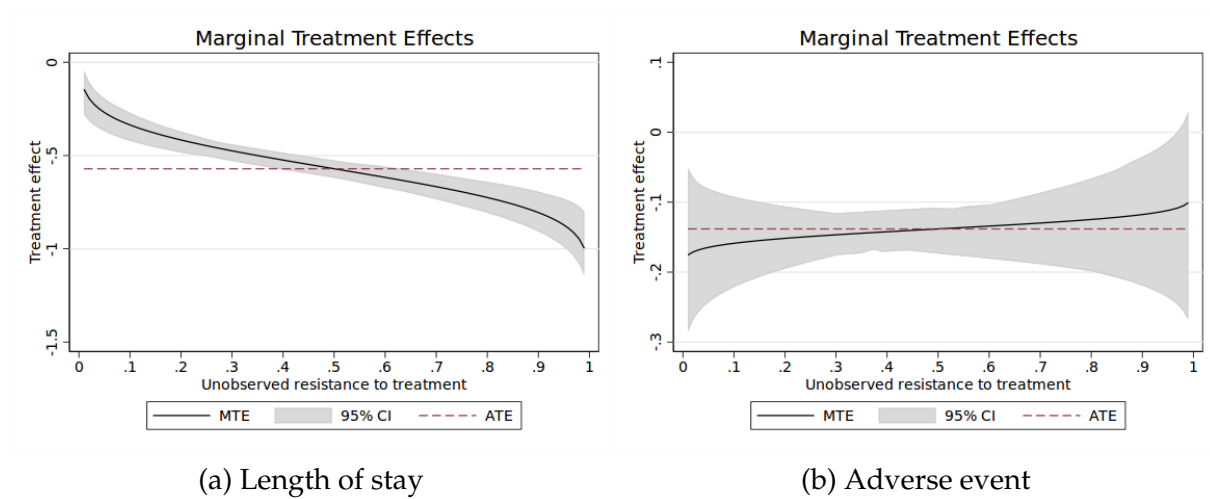 Marginal Treatment Effects
Treatment effect
0
-.5
-1
-1.5
0 .1 .2 .3 .4 .5 .6 .7 .8 .9 1
Unobserved resistance to treatment
MTE 95% CI ATE
(a) Length of stay
Marginal Treatment Effects
Treatment effect
.1
0
-.1
-.2
-.3
0 .1 .2 .3 .4 .5 .6 .7 .8 .9 1
Unobserved resistance to treatment
MTE 95% CI ATE
(b) Adverse event